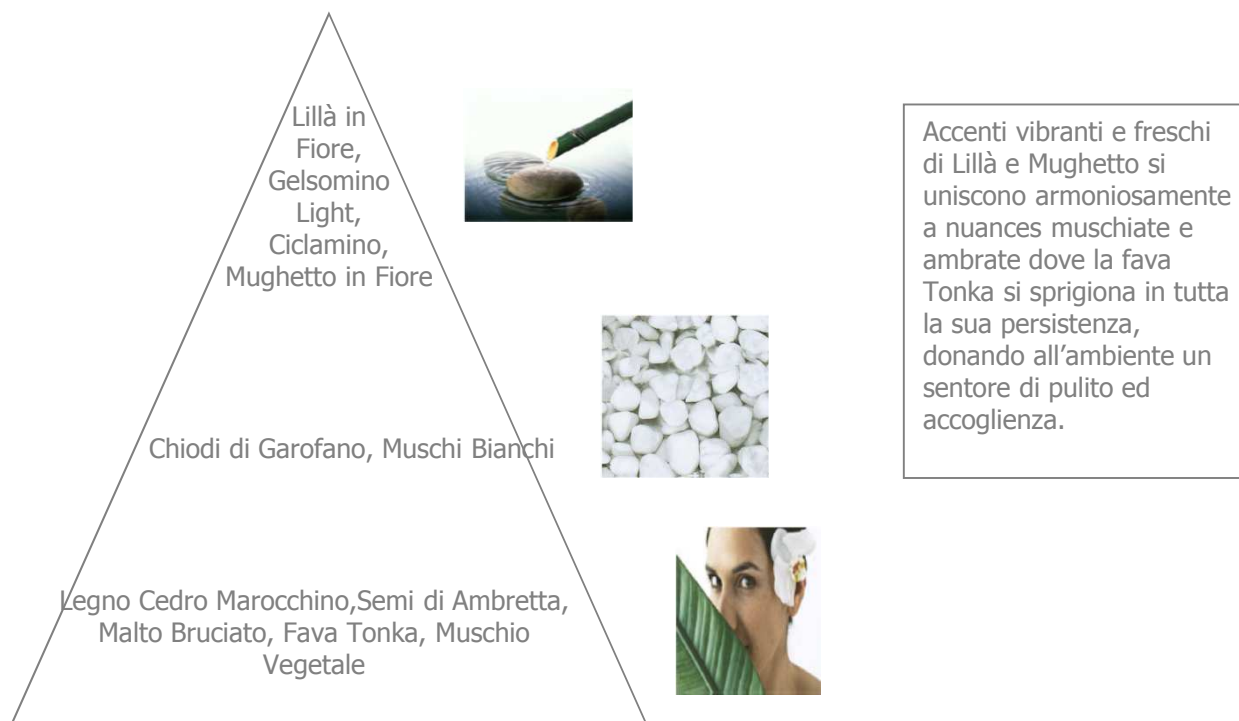 Lillà in
Fiore,
Gelsomino
Light,
Ciclamino,
Mughetto in Fiore
Chiodi di Garofano, Muschi Bianchi
Legno Cedro Marocchino,Semi di Ambretta,
Malto Bruciato, Fava Tonka, Muschio
Vegetale
Accenti vibranti e freschi
di Lillà e Mughetto si
uniscono armoniosamente
a nuances muschiate e
ambrate dove la fava
Tonka si sprigiona in tutta
la sua persistenza,
donando all’ambiente un
sentore di pulito ed
accoglienza.